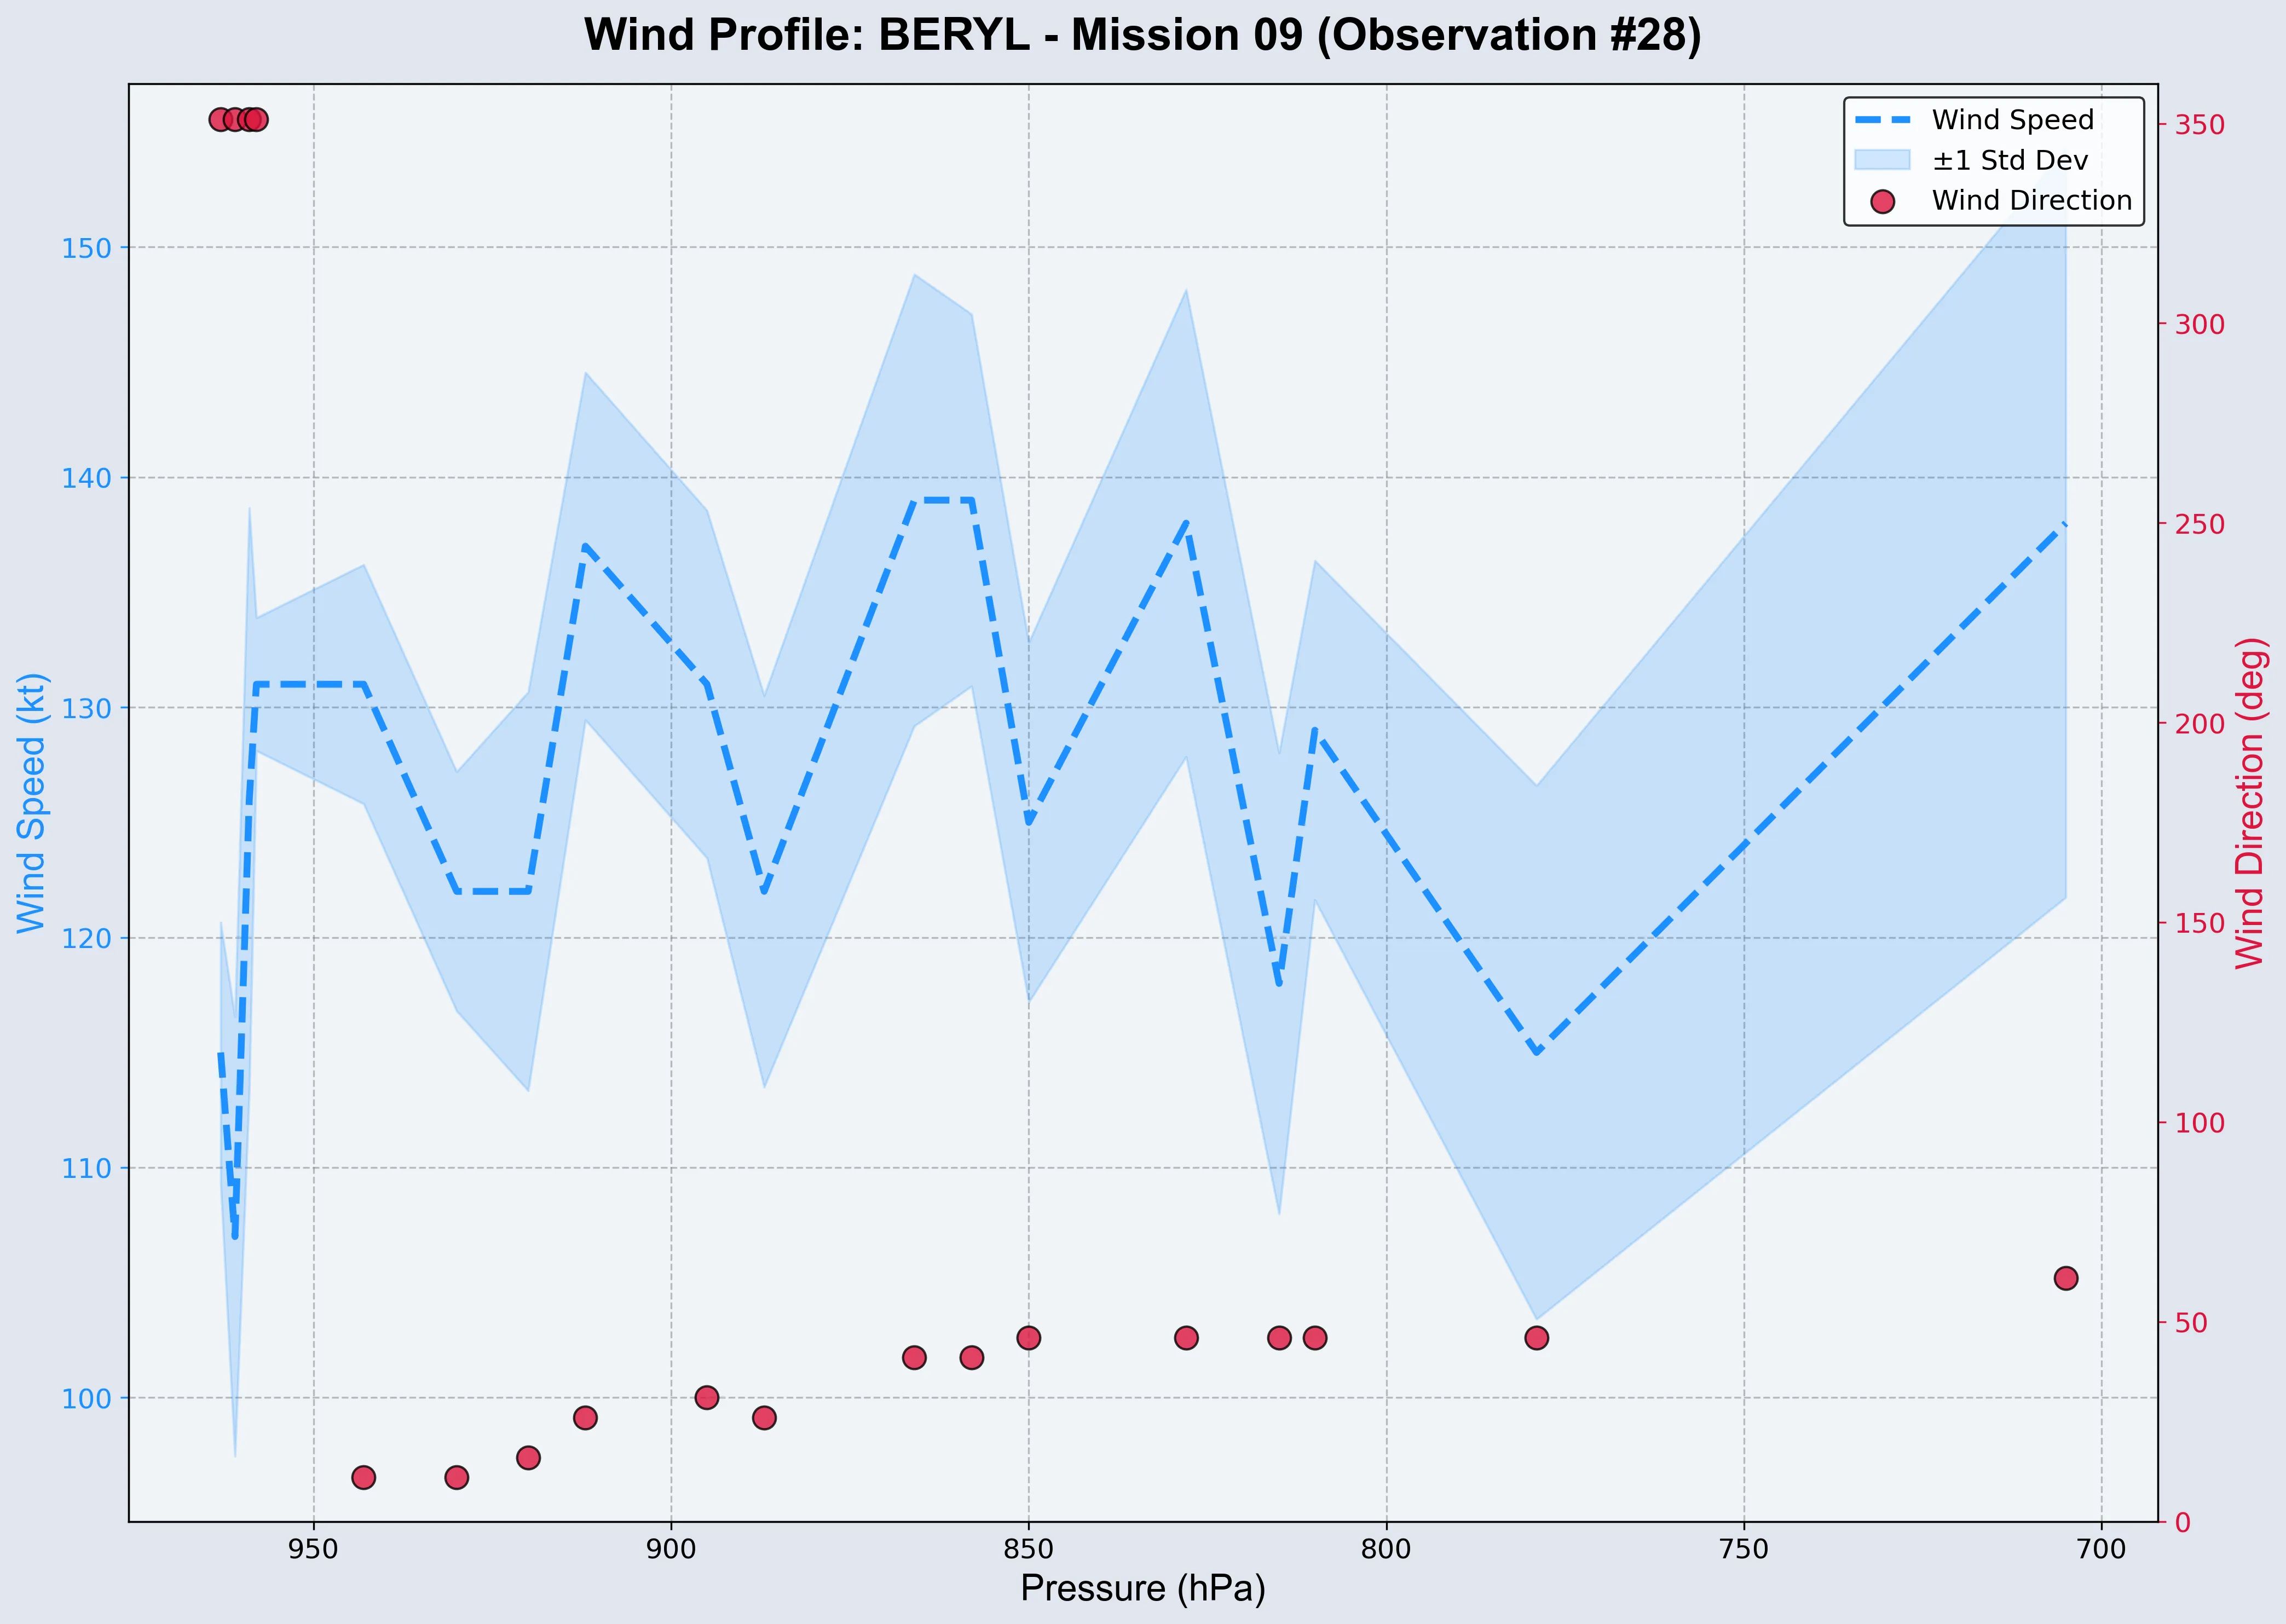 Wind Profile: BERYL - Mission 09 (Observation #28)
Wind Speed
±1 Std Dev
Wind Direction
150
140
130
120
110
100
Wind Speed (kt)
350
300
250
200
150
100
50
0
Wind Direction (deg)
950
900
850
800
750
700
Pressure (hPa)